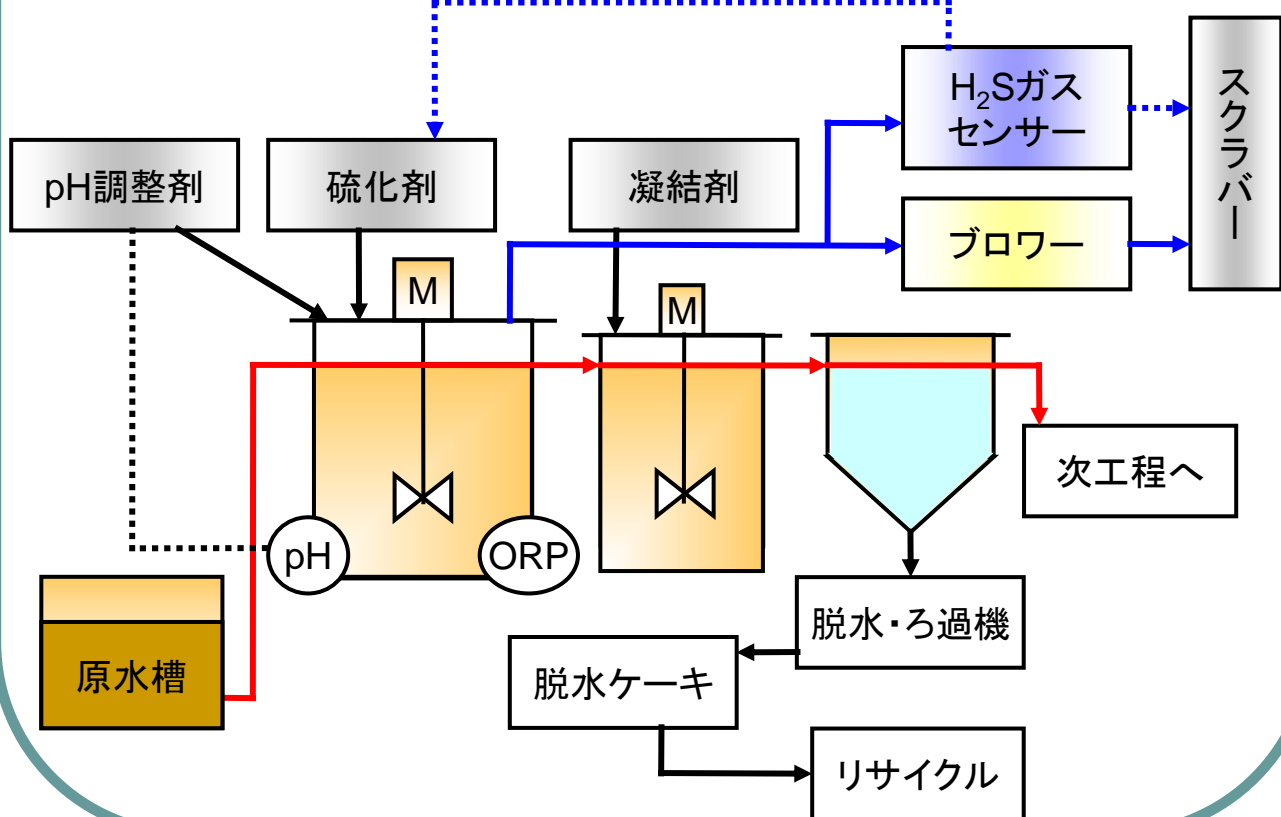 H₂Sガス
センサー
スクラバー
pH調整剤
硫化剤
凝結剤
ブロワー
M
M
次工程へ
pH
ORP
原水槽
脱水・ろ過機
脱水ケーキ
リサイクル